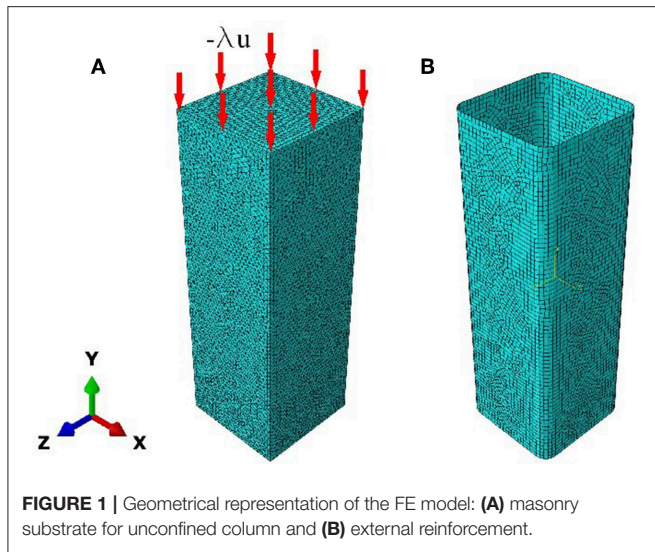 -λu
A
B
Y
Z
X
FIGURE 1 | Geometrical representation of the FE model: (A) masonry
substrate for unconfined column and (B) external reinforcement.